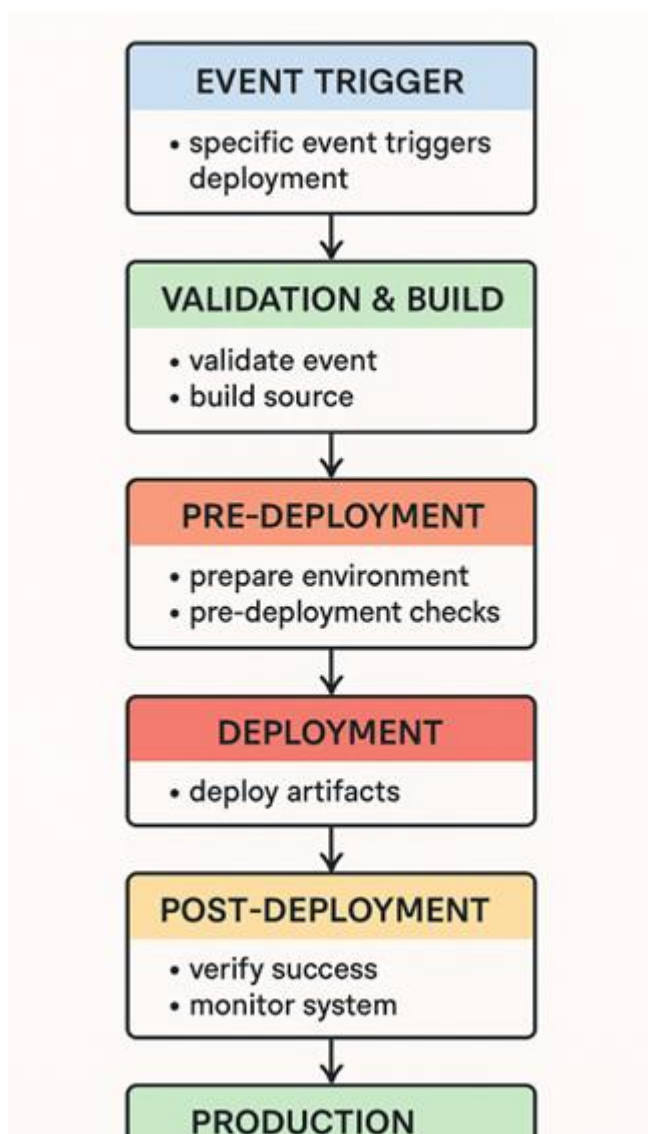 EVENT TRIGGER
• specific event triggers
deployment
VALIDATION & BUILD
• validate event
• build source
PRE-DEPLOYMENT
• prepare environment
• pre-deployment checks
DEPLOYMENT
• deploy artifacts
POST-DEPLOYMENT
• verify success
• monitor system
PRODUCTION